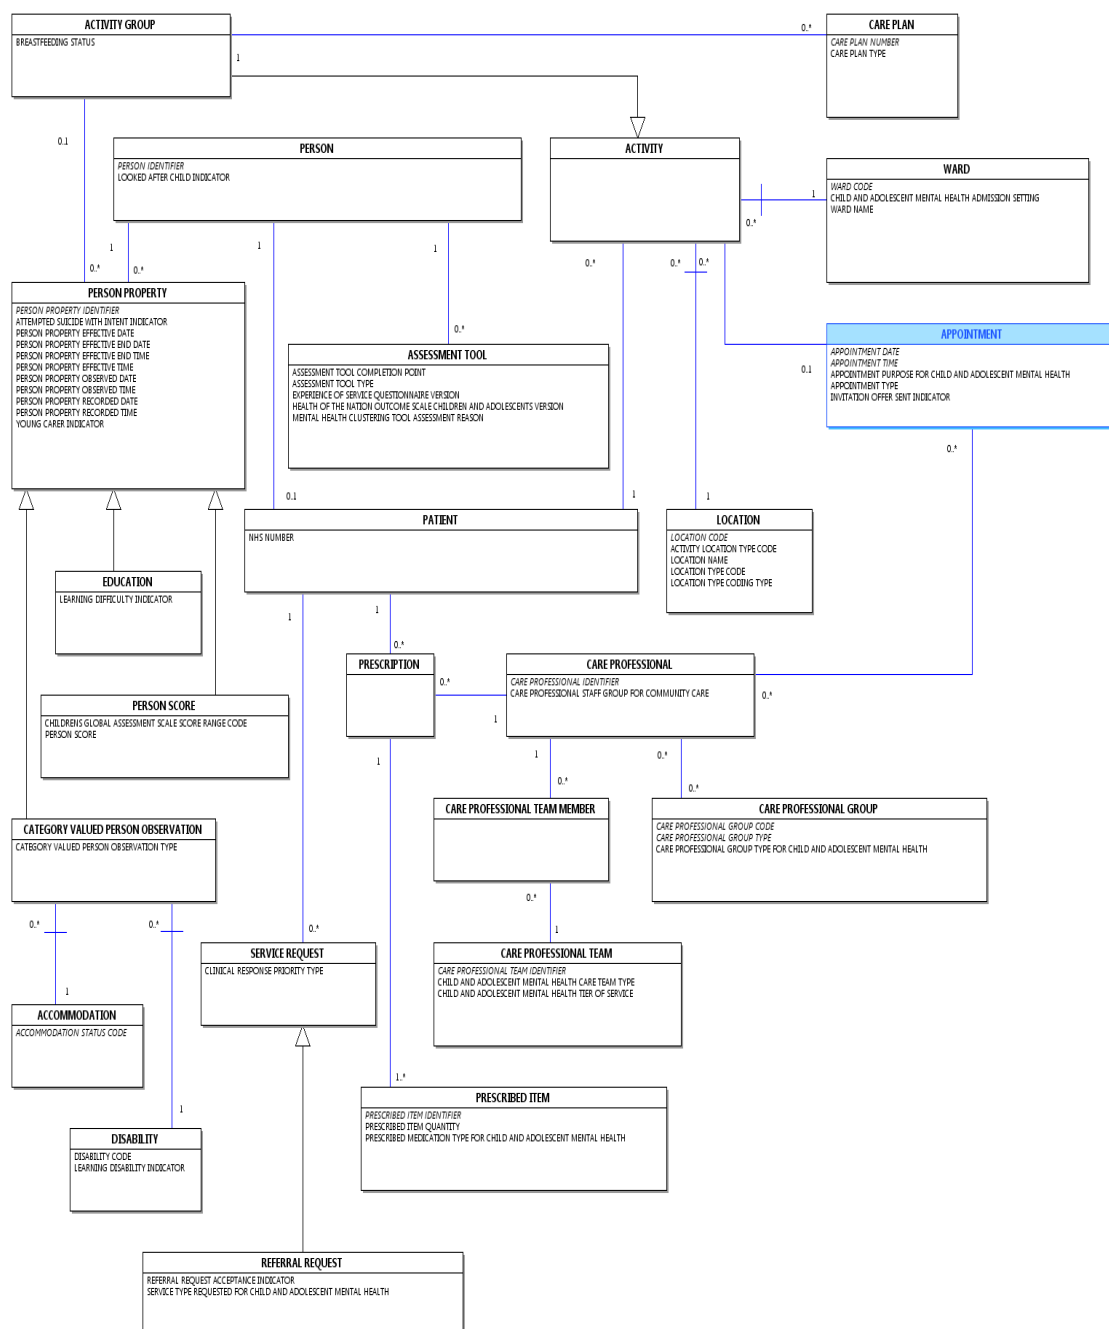 ACTIVITY GROUP
BREASTFEEDING STATUS
1
0..*
CARE PLAN
CARE PLAN NUMBER
CARE PLAN TYPE
0..1
PERSON
PERSON IDENTIFIER
LOOKED AFTER CHILD INDICATOR
ACTIVITY
WARD
WARD CODE
CHILD AND ADOLESCENT MENTAL HEALTH ADMISSION SETTING
WARD NAME
1
0..*
1
0..*
0..*
1
1
0..*
0..*
0..*
0..*
PERSON PROPERTY
PERSON PROPERTY IDENTIFIER
ATTEMPTED SUICIDE WITH INTENT INDICATOR
PERSON PROPERTY EFFECTIVE DATE
PERSON PROPERTY EFFECTIVE END DATE
PERSON PROPERTY EFFECTIVE END TIME
PERSON PROPERTY EFFECTIVE TIME
PERSON PROPERTY OBSERVED DATE
PERSON PROPERTY OBSERVED TIME
PERSON PROPERTY RECORDED DATE
PERSON PROPERTY RECORDED TIME
YOUNG CARER INDICATOR
ASSESSMENT TOOL
ASSESSMENT TOOL COMPLETION POINT
ASSESSMENT TOOL TYPE
EXPERIENCE OF SERVICE QUESTIONNAIRE VERSION
HEALTH OF THE NATION OUTCOME SCALE CHILDREN AND ADOLESCENTS VERSION
MENTAL HEALTH CLUSTERING TOOL ASSESSMENT REASON
0..1
APPOINTMENT
APPOINTMENT DATE
APPOINTMENT TIME
APPOINTMENT PURPOSE FOR CHILD AND ADOLESCENT MENTAL HEALTH
APPOINTMENT TYPE
INVITATION OFFER SENT INDICATOR
0..*
0..1
1
1
PATIENT
NHS NUMBER
LOCATION
LOCATION CODE
ACTIVITY LOCATION TYPE CODE
LOCATION NAME
LOCATION TYPE CODE
LOCATION TYPE CODING TYPE
EDUCATION
LEARNING DIFFICULTY INDICATOR
1
1
0..*
PRESCRIPTION
0..*
1
CARE PROFESSIONAL
CARE PROFESSIONAL IDENTIFIER
CARE PROFESSIONAL STAFF GROUP FOR COMMUNITY CARE
0..*
PERSON SCORE
CHILDRENS GLOBAL ASSESSMENT SCALE SCORE RANGE CODE
PERSON SCORE
1
1
0..*
0..*
0..*
CATEGORY VALUED PERSON OBSERVATION
CATEGORY VALUED PERSON OBSERVATION TYPE
CARE PROFESSIONAL TEAM MEMBER
CARE PROFESSIONAL GROUP
CARE PROFESSIONAL GROUP CODE
CARE PROFESSIONAL GROUP TYPE
CARE PROFESSIONAL GROUP TYPE FOR CHILD AND ADOLESCENT MENTAL HEALTH
0..*
0..*
0..*
0..*
1
SERVICE REQUEST
CLINICAL RESPONSE PRIORITY TYPE
CARE PROFESSIONAL TEAM
CARE PROFESSIONAL TEAM IDENTIFIER
CHILD AND ADOLESCENT MENTAL HEALTH CARE TEAM TYPE
CHILD AND ADOLESCENT MENTAL HEALTH TIER OF SERVICE
1
ACCOMMODATION
ACCOMMODATION STATUS CODE
1..*
PRESCRIBED ITEM
PRESCRIBED ITEM IDENTIFIER
PRESCRIBED ITEM QUANTITY
PRESCRIBED MEDICATION TYPE FOR CHILD AND ADOLESCENT MENTAL HEALTH
1
DISABILITY
DISABILITY CODE
LEARNING DISABILITY INDICATOR
REFERRAL REQUEST
REFERRAL REQUEST ACCEPTANCE INDICATOR
SERVICE TYPE REQUESTED FOR CHILD AND ADOLESCENT MENTAL HEALTH